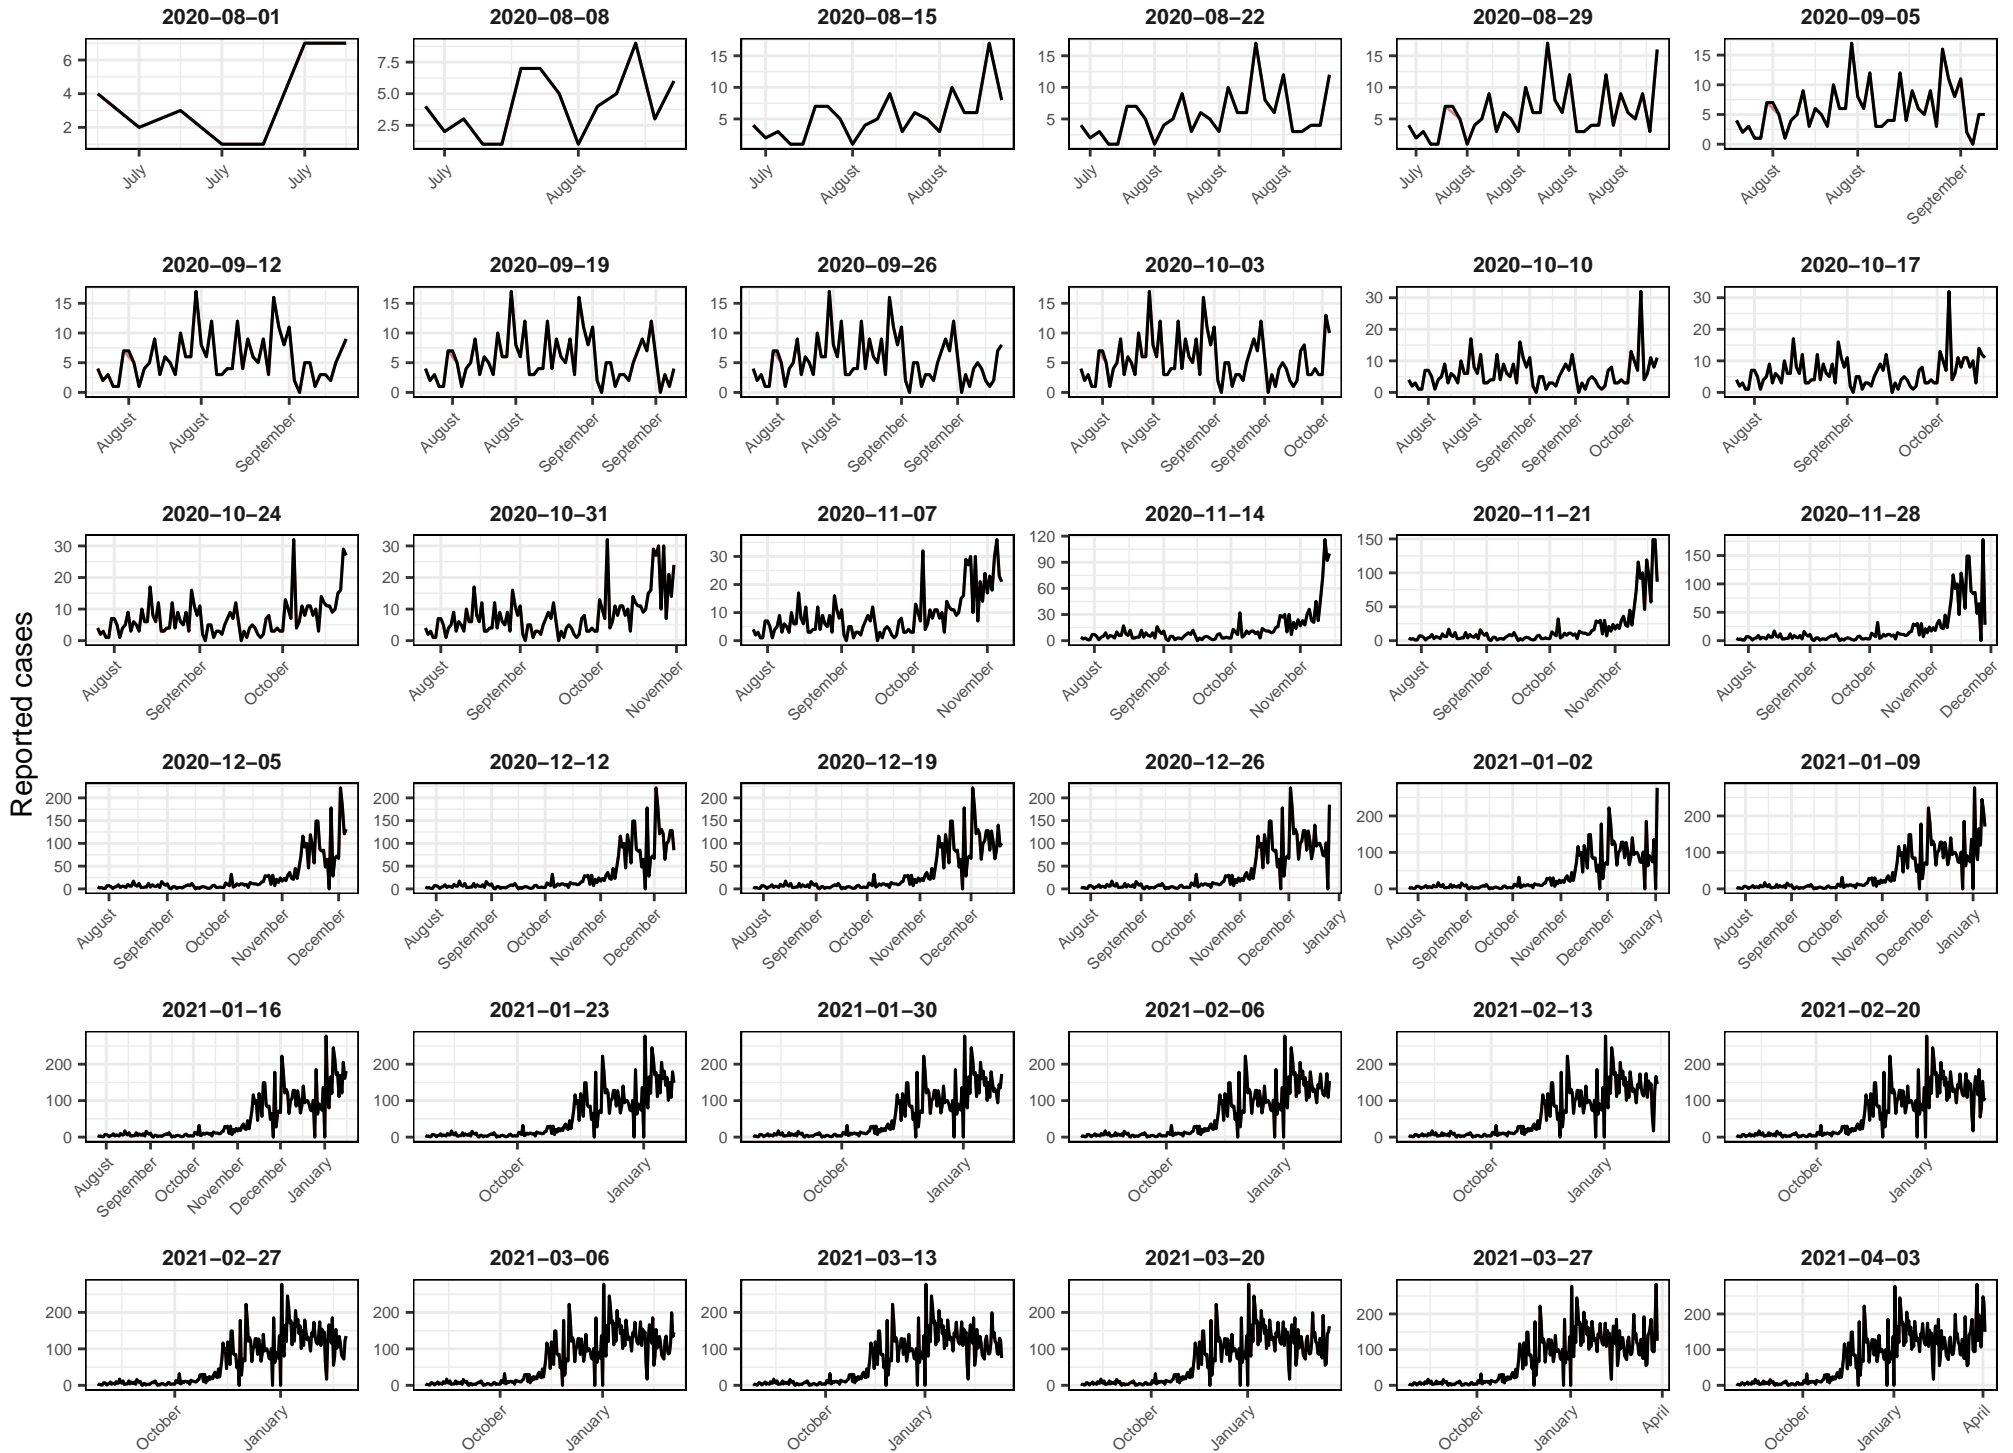 2020−08−01
2020−08−08
2020−08−15
2020−08−22
2020−08−29
2020−09−05
6
4
2
7.5
5.0
2.5
15
10
5
15
10
5
15
10
5
15
10
5
0
July
July
July
July
August
July
August
August
July
August
August
August
July
August
August
August
August
August
August
September
2020−09−12
2020−09−19
2020−09−26
2020−10−03
2020−10−10
2020−10−17
15
10
5
0
15
10
5
0
15
10
5
0
15
10
5
0
30
20
10
0
30
20
10
0
August
August
September
August
August
September
September
August
August
September
September
August
August
September
September
October
August
August
September
September
October
August
September
October
Reported cases
2020−10−24
2020−10−31
2020−11−07
2020−11−14
2020−11−21
2020−11−28
30
20
10
0
30
20
10
0
30
20
10
0
120
90
60
30
0
150
100
50
0
150
100
50
0
August
September
October
August
September
October
November
August
September
October
November
August
September
October
November
August
September
October
November
August
September
October
November
December
2020−12−05
2020−12−12
2020−12−19
2020−12−26
2021−01−02
2021−01−09
200
150
100
50
0
200
150
100
50
0
200
150
100
50
0
200
150
100
50
0
200
100
0
200
100
0
August
September
October
November
December
August
September
October
November
December
August
September
October
November
December
August
September
October
November
December
January
August
September
October
November
December
January
August
September
October
November
December
January
2021−01−16
2021−01−23
2021−01−30
2021−02−06
2021−02−13
2021−02−20
200
100
0
200
100
0
200
100
0
200
100
0
200
100
0
200
100
0
August
September
October
November
December
January
October
January
October
January
October
January
October
January
October
January
2021−02−27
2021−03−06
2021−03−13
2021−03−20
2021−03−27
2021−04−03
200
100
0
200
100
0
200
100
0
200
100
0
200
100
0
200
100
0
October
January
October
January
October
January
October
January
October
January
April
October
January
April